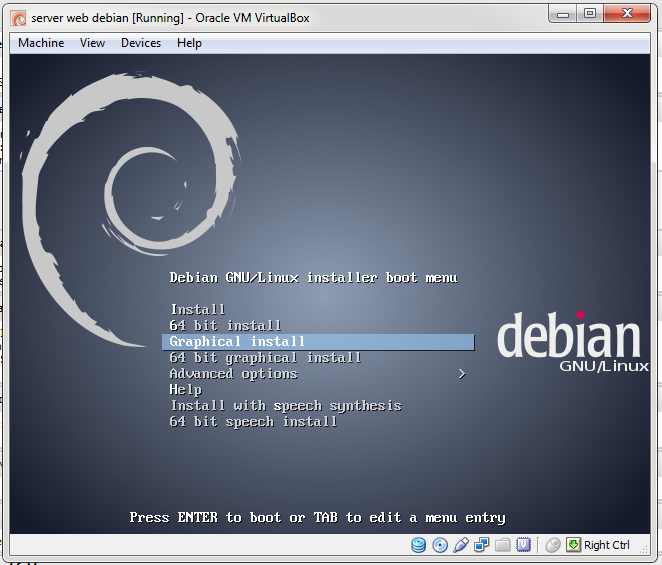 server web debian [Running] - Oracle VM VirtualBox
Machine View Devices Help
Debian GNU/Linux installer boot menu
Install
64 bit install
Graphical install
64 bit graphical install
Advanced options >
Help
Install with speech synthesis
64 bit speech install
debian
GNU/Linux
Press ENTER to boot or TAB to edit a menu entry
Right Ctrl